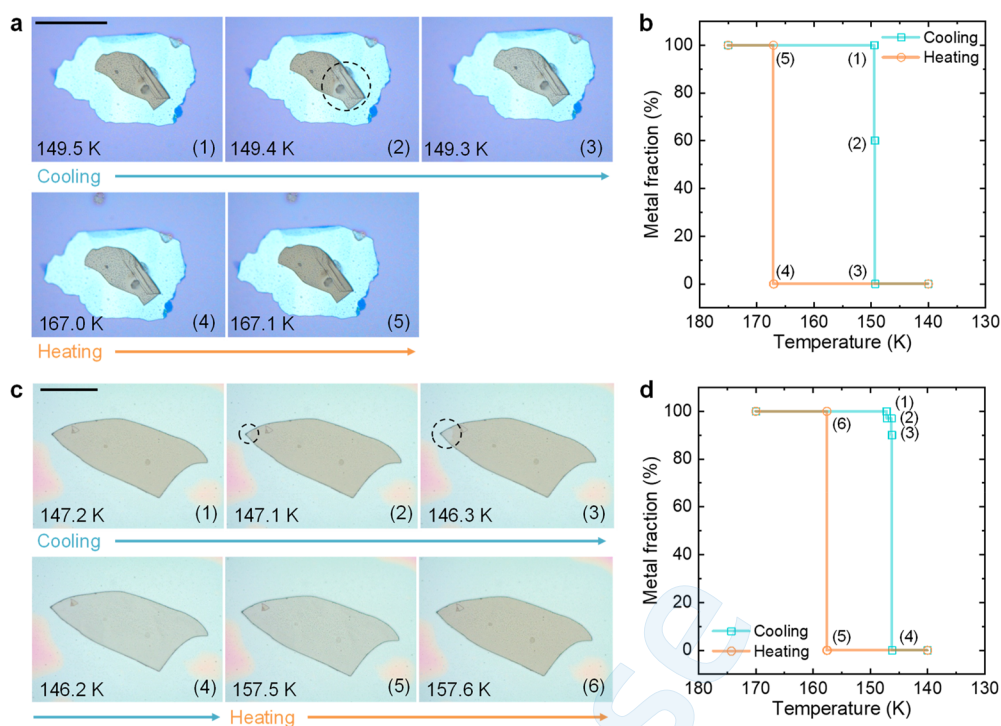 a
149.5 K (1)
149.4 K (2)
149.3 K (3)
Cooling
167.0 K (4)
167.1 K (5)
Heating
b
Metal fraction (%)
100
80
60
40
20
0
Cooling
Heating
(5)
(1)
(2)
(4)
(3)
180 170 160 150 140 130
Temperature (K)
c
147.2 K (1)
147.1 K (2)
146.3 K (3)
Cooling
146.2 K (4)
157.5 K (5)
157.6 K (6)
Heating
d
Metal fraction (%)
100
80
60
40
20
0
(1)
(6)
(2)
(3)
(5)
(4)
Cooling
Heating
180 170 160 150 140 130
Temperature (K)
se